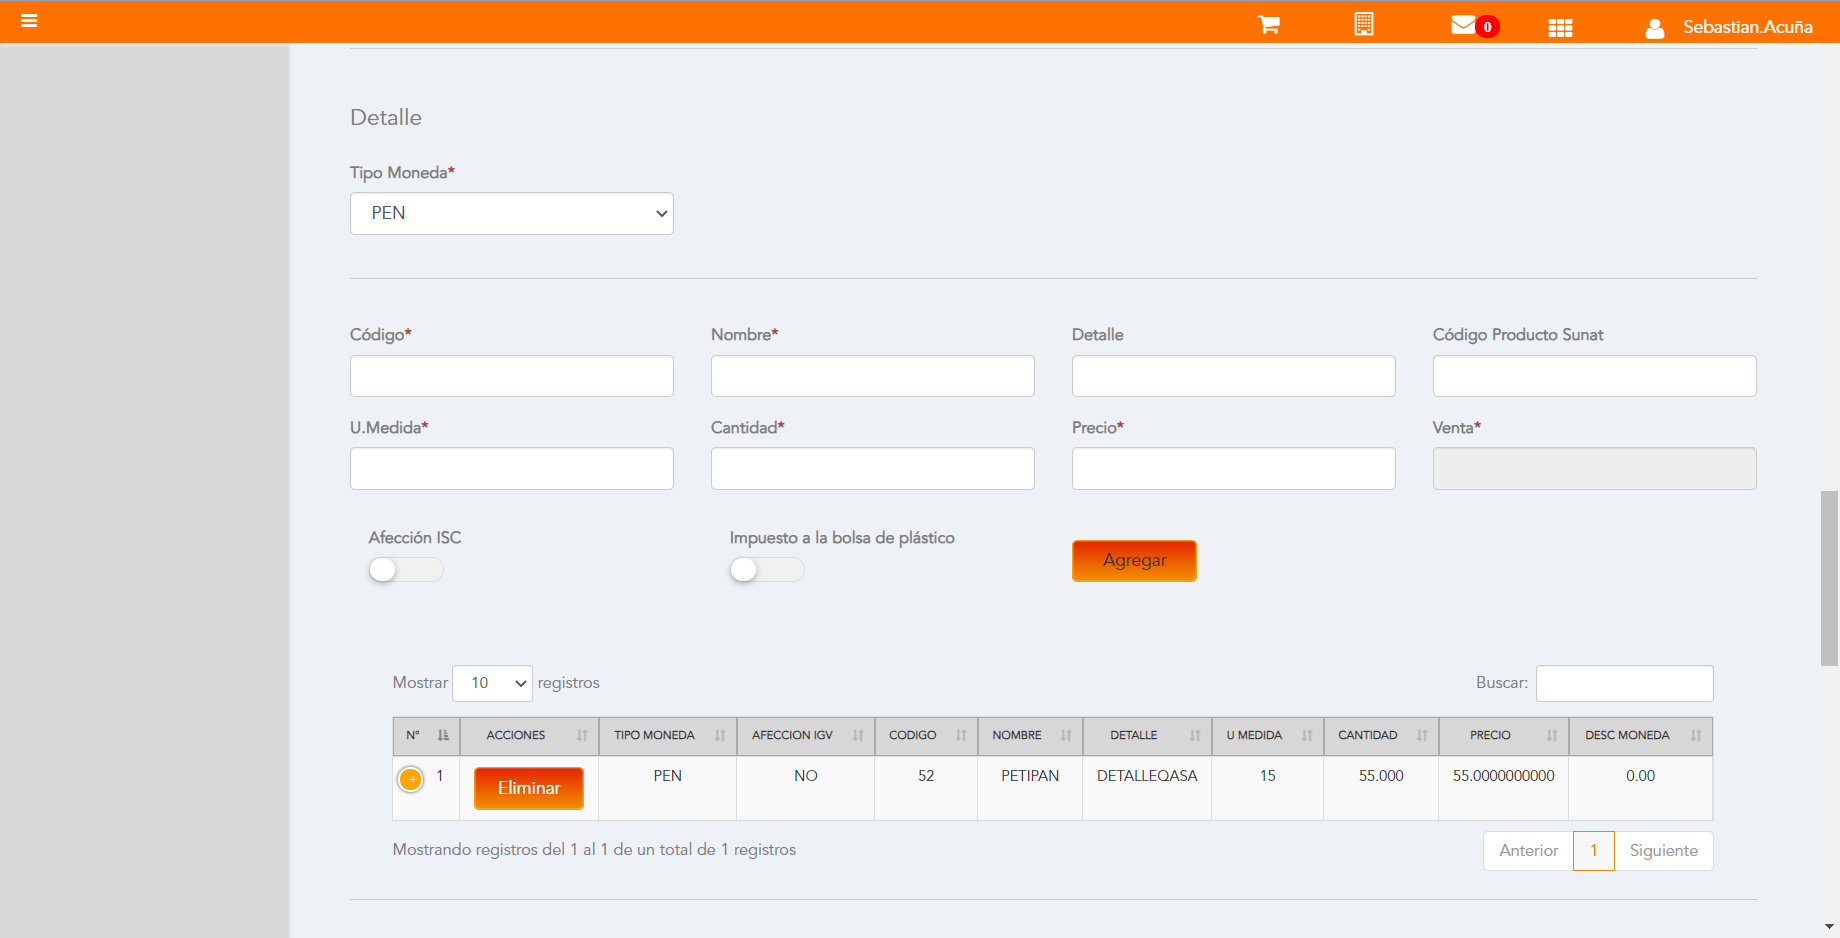 0
Sebastian.Acuña
Detalle
Tipo Moneda*
PEN
Código* Nombre* Detalle Código Producto Sunat
U.Medida* Cantidad* Precio* Venta*
Afección ISC Impuesto a la bolsa de plástico
Agregar
Mostrar 10 registros Buscar:
N° ACCIONES TIPO MONEDA AFECCION IGV CODIGO NOMBRE DETALLE U MEDIDA CANTIDAD PRECIO DESC MONEDA
1 Eliminar PEN NO 52 PETIPAN DETALLEQASA 15 55.000 55.0000000000 0.00
Mostrando registros del 1 al 1 de un total de 1 registros
Anterior 1 Siguiente